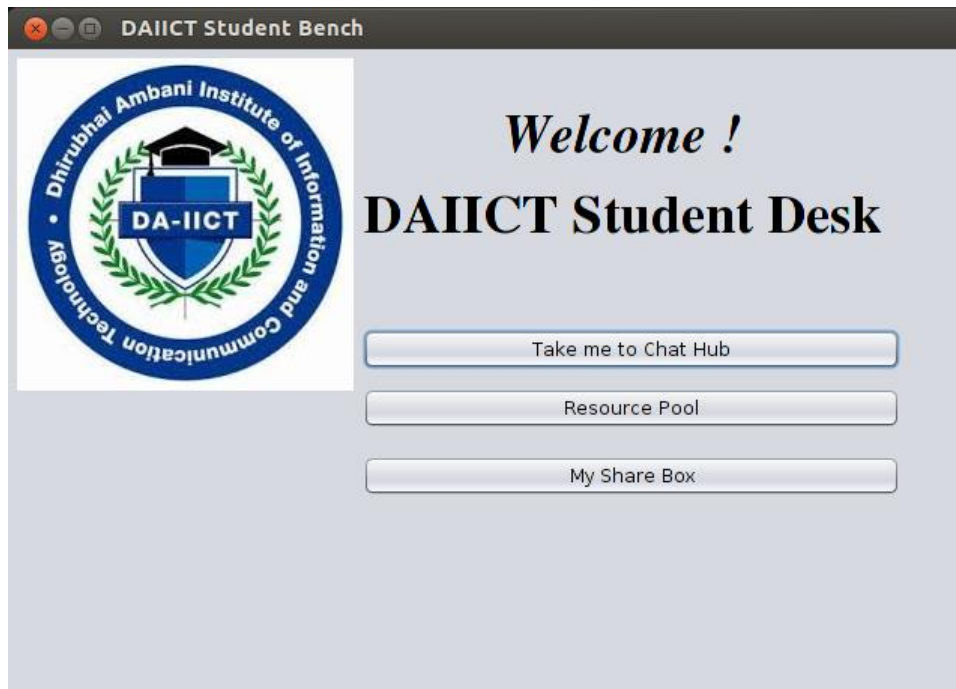 DAIICT Student Bench
Dhirubhai Ambani Institute of Information and Communication Technology •
DA-IICT
Welcome !
DAIICT Student Desk
Take me to Chat Hub
Resource Pool
My Share Box